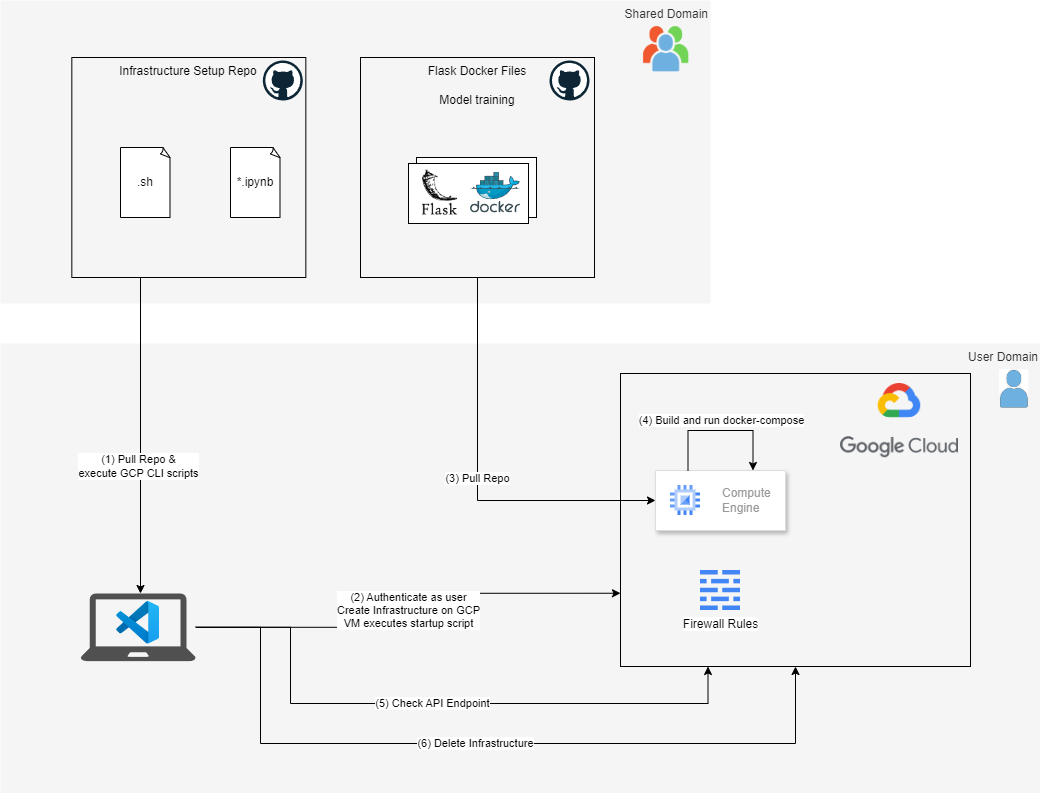 Shared Domain
Infrastructure Setup Repo
Flask Docker Files
Model training
.sh
*.ipynb
Flask
docker
User Domain
(4) Build and run docker-compose
Google Cloud
(1) Pull Repo &
execute GCP CLI scripts
(3) Pull Repo
Compute
Engine
(2) Authenticate as user
Create Infrastructure on GCP
VM executes startup script
Firewall Rules
(5) Check API Endpoint
(6) Delete Infrastructure